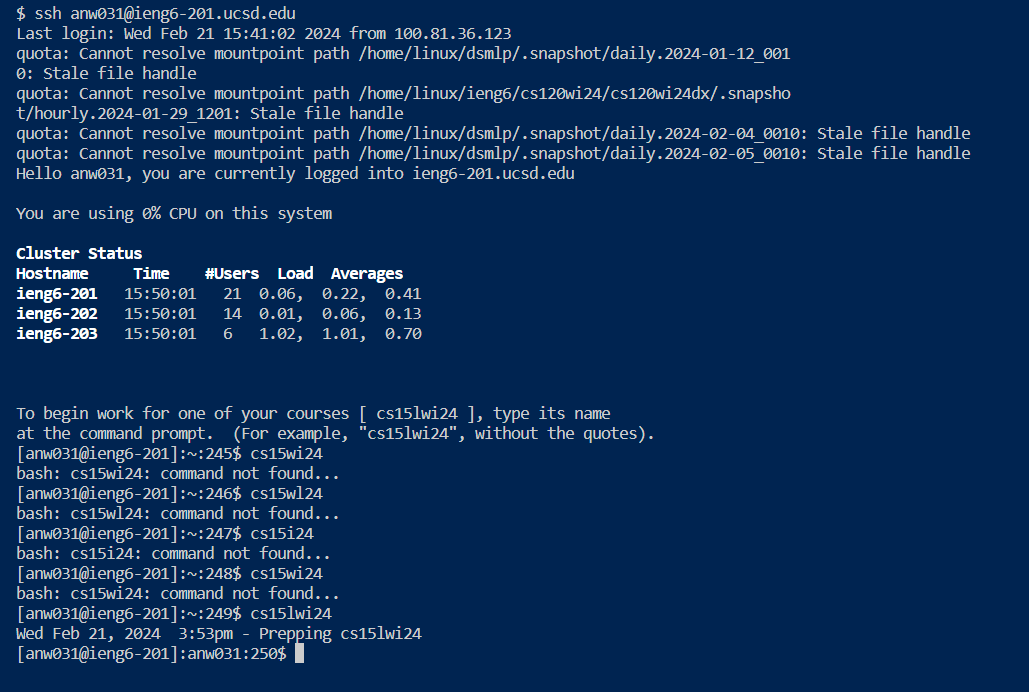 $ ssh anw031@ieng6-201.ucsd.edu
Last login: Wed Feb 21 15:41:02 2024 from 100.81.36.123
quota: Cannot resolve mountpoint path /home/linux/dsmlp/.snapshot/daily.2024-01-12_001
0: Stale file handle
quota: Cannot resolve mountpoint path /home/linux/ieng6/cs120wi24/cs120wi24dx/.snapsho
t/hourly.2024-01-29_1201: Stale file handle
quota: Cannot resolve mountpoint path /home/linux/dsmlp/.snapshot/daily.2024-02-04_0010: Stale file handle
quota: Cannot resolve mountpoint path /home/linux/dsmlp/.snapshot/daily.2024-02-05_0010: Stale file handle
Hello anw031, you are currently logged into ieng6-201.ucsd.edu

You are using 0% CPU on this system

Cluster Status
Hostname     Time    #Users  Load  Averages
ieng6-201   15:50:01   21  0.06,  0.22,  0.41
ieng6-202   15:50:01   14  0.01,  0.06,  0.13
ieng6-203   15:50:01   6   1.02,  1.01,  0.70

To begin work for one of your courses [ cs15lwi24 ], type its name
at the command prompt.  (For example, "cs15lwi24", without the quotes).
[anw031@ieng6-201]:~:245$ cs15wi24
bash: cs15wi24: command not found...
[anw031@ieng6-201]:~:246$ cs15wl24
bash: cs15wl24: command not found...
[anw031@ieng6-201]:~:247$ cs15i24
bash: cs15i24: command not found...
[anw031@ieng6-201]:~:248$ cs15wi24
bash: cs15wi24: command not found...
[anw031@ieng6-201]:~:249$ cs15lwi24
Wed Feb 21, 2024  3:53pm - Prepping cs15lwi24
[anw031@ieng6-201]:anw031:250$